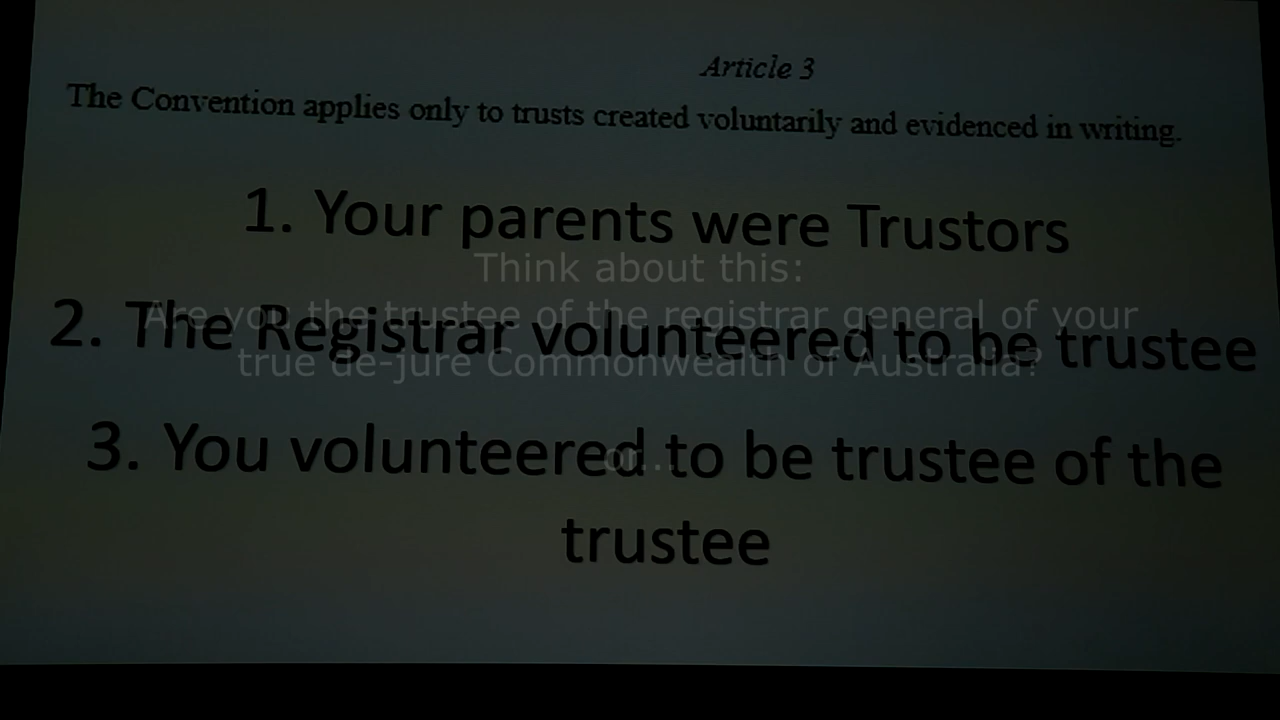 Article 3
The Convention applies only to trusts created voluntarily and evidenced in writing.
1. Your parents were Trustors
Think about this:
2. The Registrar volunteered to be trustee
Are you the trustee of the registrar general of your
true de-jure Commonwealth of Australia?
3. You volunteered to be trustee of the
or...
trustee